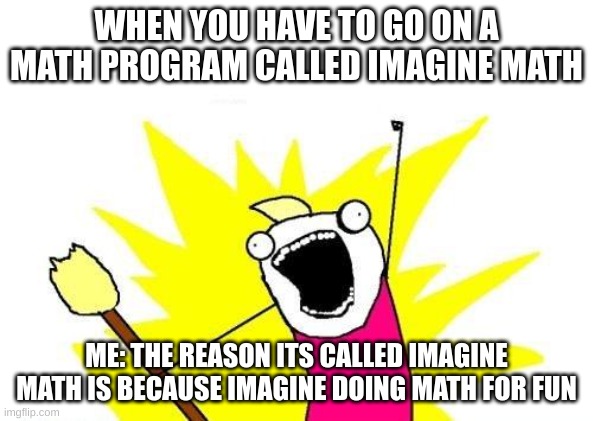 WHEN YOU HAVE TO GO ON A
MATH PROGRAM CALLED IMAGINE MATH
ME: THE REASON ITS CALLED IMAGINE
MATH IS BECAUSE IMAGINE DOING MATH FOR FUN
imgflip.com